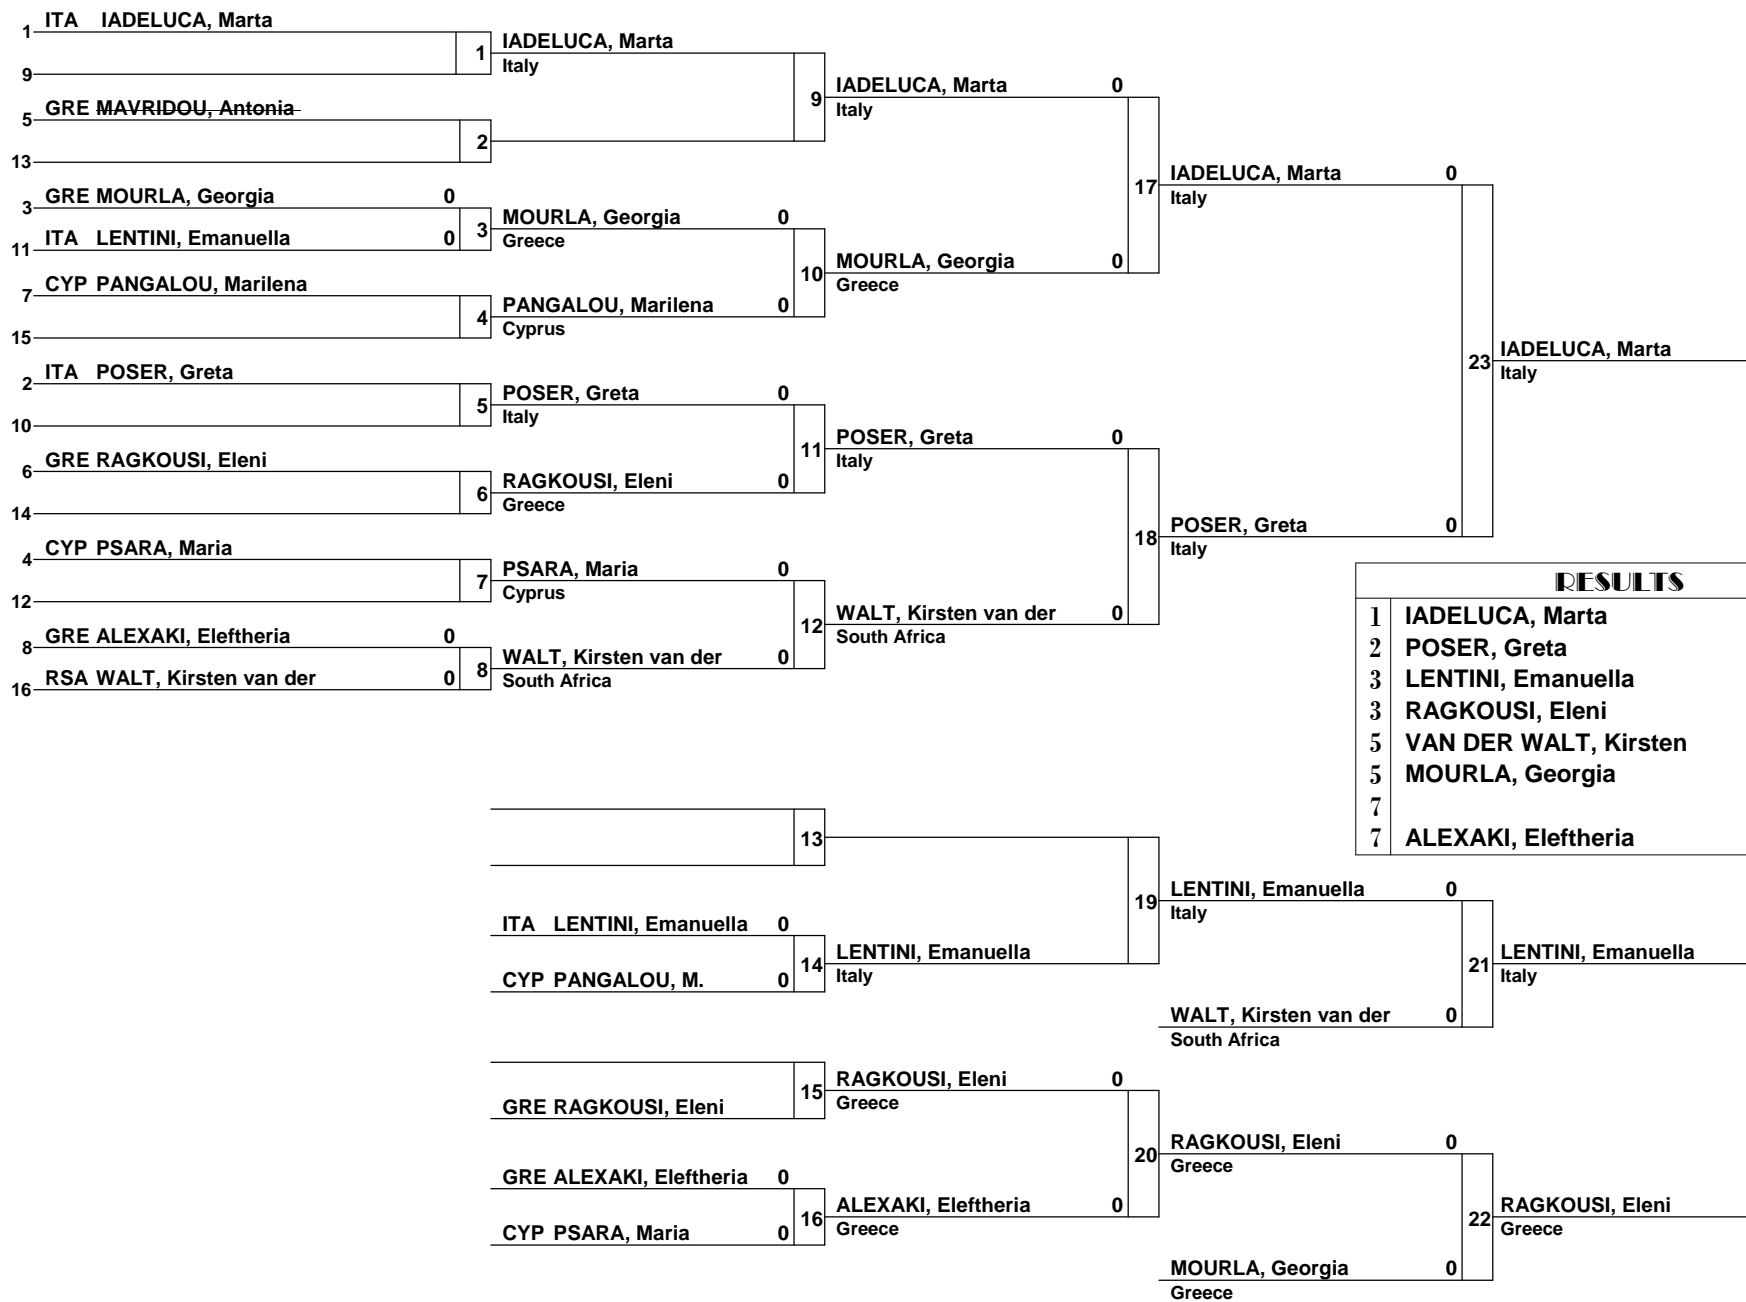 ITA IADELUCA, Marta
1
9
1
IADELUCA, Marta
Italy
GRE MAVRIDOU, Antonia
5
13
2
9
IADELUCA, Marta 0
Italy
GRE MOURLA, Georgia 0
3
ITA LENTINI, Emanuella 0
11
3
MOURLA, Georgia 0
Greece
CYP PANGALOU, Marilena
7
15
4
PANGALOU, Marilena 0
Cyprus
10
MOURLA, Georgia 0
Greece
17
IADELUCA, Marta 0
Italy
ITA POSER, Greta
2
10
5
POSER, Greta 0
Italy
GRE RAGKOUSI, Eleni
6
14
6
RAGKOUSI, Eleni 0
Greece
11
POSER, Greta 0
Italy
CYP PSARA, Maria
4
12
7
PSARA, Maria 0
Cyprus
GRE ALEXAKI, Eleftheria 0
8
RSA WALT, Kirsten van der 0
16
8
WALT, Kirsten van der 0
South Africa
12
WALT, Kirsten van der 0
South Africa
18
POSER, Greta 0
Italy
23
IADELUCA, Marta
Italy
RESULTS
1 IADELUCA, Marta
2 POSER, Greta
3 LENTINI, Emanuella
3 RAGKOUSI, Eleni
5 VAN DER WALT, Kirsten
5 MOURLA, Georgia
7
7 ALEXAKI, Eleftheria
13
ITA LENTINI, Emanuella 0
CYP PANGALOU, M. 0
14
LENTINI, Emanuella
Italy
19
LENTINI, Emanuella 0
Italy
WALT, Kirsten van der 0
South Africa
21
LENTINI, Emanuella
Italy
GRE RAGKOUSI, Eleni
15
RAGKOUSI, Eleni 0
Greece
GRE ALEXAKI, Eleftheria 0
CYP PSARA, Maria 0
16
ALEXAKI, Eleftheria 0
Greece
20
RAGKOUSI, Eleni 0
Greece
MOURLA, Georgia 0
Greece
22
RAGKOUSI, Eleni
Greece